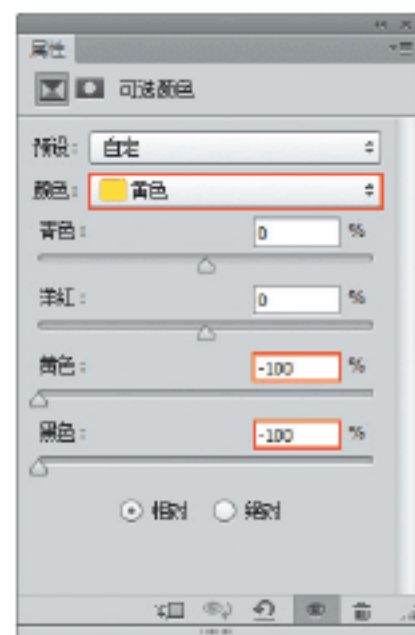 属性
可选颜色
预设： 自定
颜色： 黄色
青色： 0 %
洋红： 0 %
黄色： -100 %
黑色： -100 %
相对 绝对